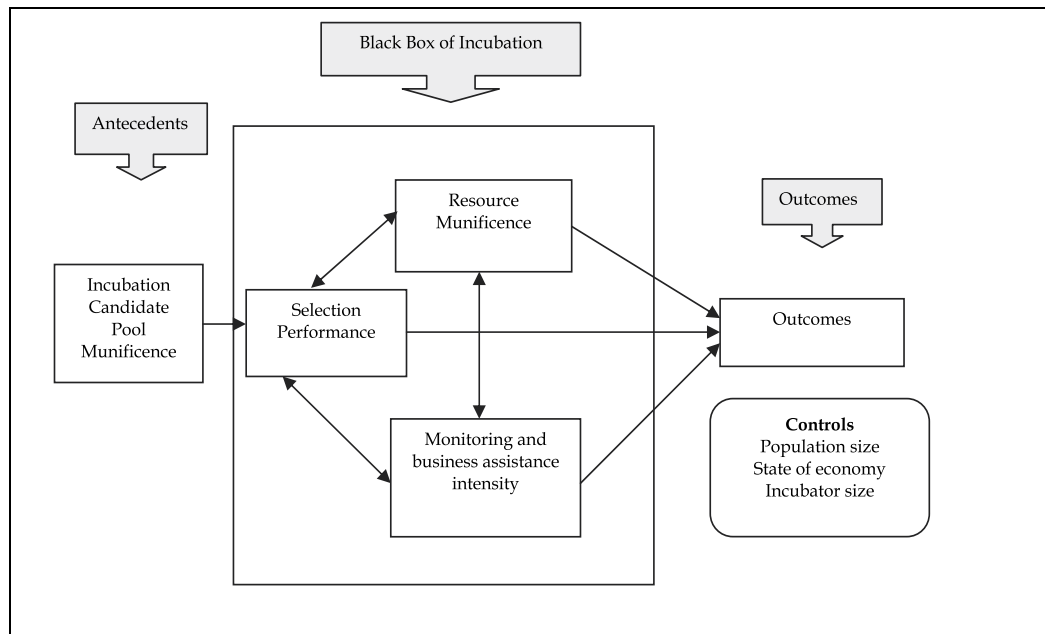 Black Box of Incubation
Antecedents
Resource
Munificence
Outcomes
Incubation
Candidate
Pool
Munificence
Selection
Performance
Outcomes
Monitoring and
business assistance
intensity
Controls
Population size
State of economy
Incubator size